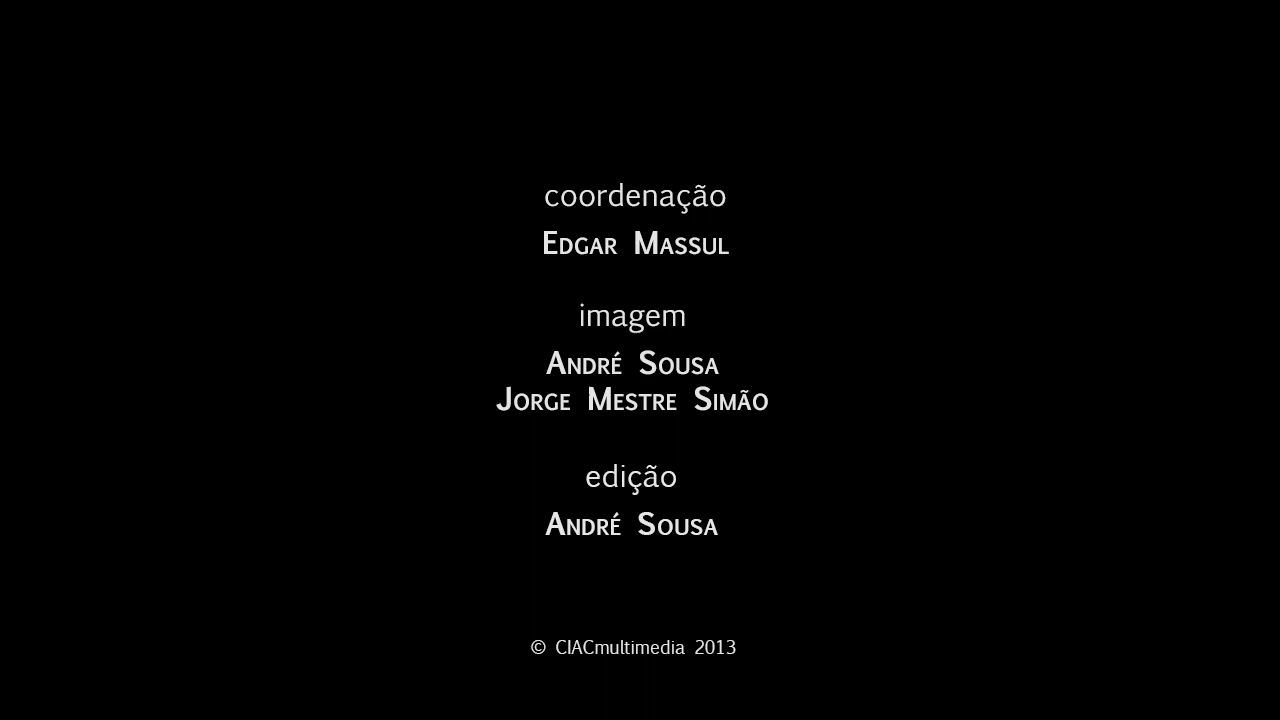 coordenação
Edgar Massul
imagem
André Sousa
Jorge Mestre Simão
edição
André Sousa
© CIACmultimedia 2013